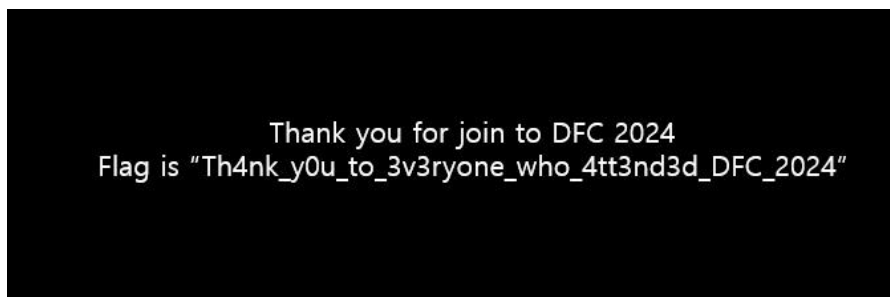 Thank you for join to DFC 2024
Flag is "Th4nk_y0u_to_3v3ryone_who_4tt3nd3d_DFC_2024"